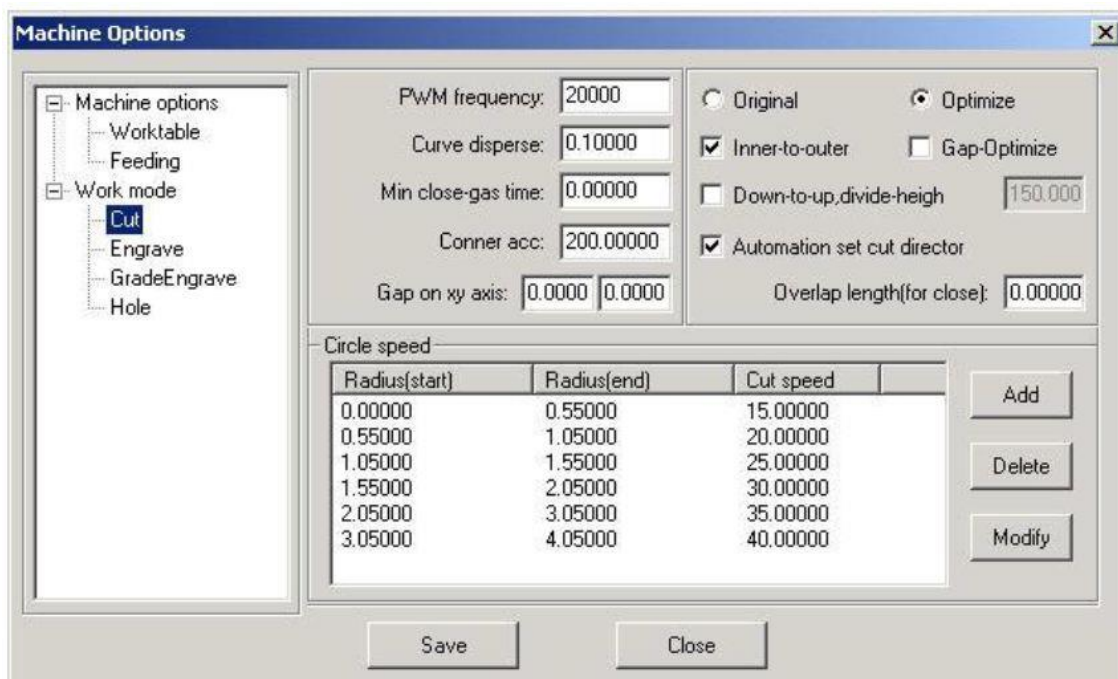 Machine Options
Machine options
Worktable
Feeding
Work mode
Cut
Engrave
GradeEngrave
Hole
PWM frequency: 20000
Curve disperse: 0.10000
Min close-gas time: 0.00000
Conner acc: 200.00000
Gap on xy axis: 0.0000 0.0000
Original Optimize
Inner-to-outer Gap-Optimize
Down-to-up,divide-heigh 150.000
Automation set cut director
Overlap length(for close): 0.00000
Circle speed
Radius(start) Radius(end) Cut speed
0.00000 0.55000 15.00000
0.55000 1.05000 20.00000
1.05000 1.55000 25.00000
1.55000 2.05000 30.00000
2.05000 3.05000 35.00000
3.05000 4.05000 40.00000
Add
Delete
Modify
Save Close